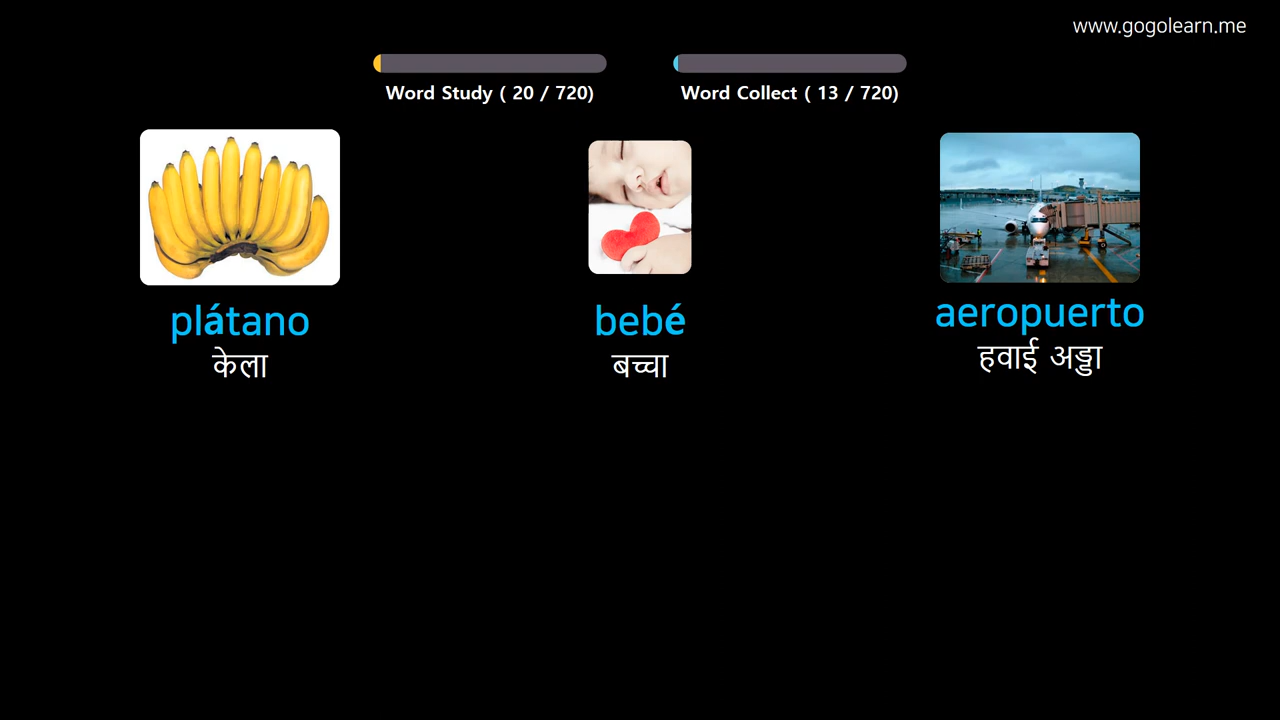 www.gogolearn.me
Word Study ( 20 / 720)
Word Collect ( 13 / 720)
plátano
केला
bebé
बच्चा
aeropuerto
हवाई अड्डा